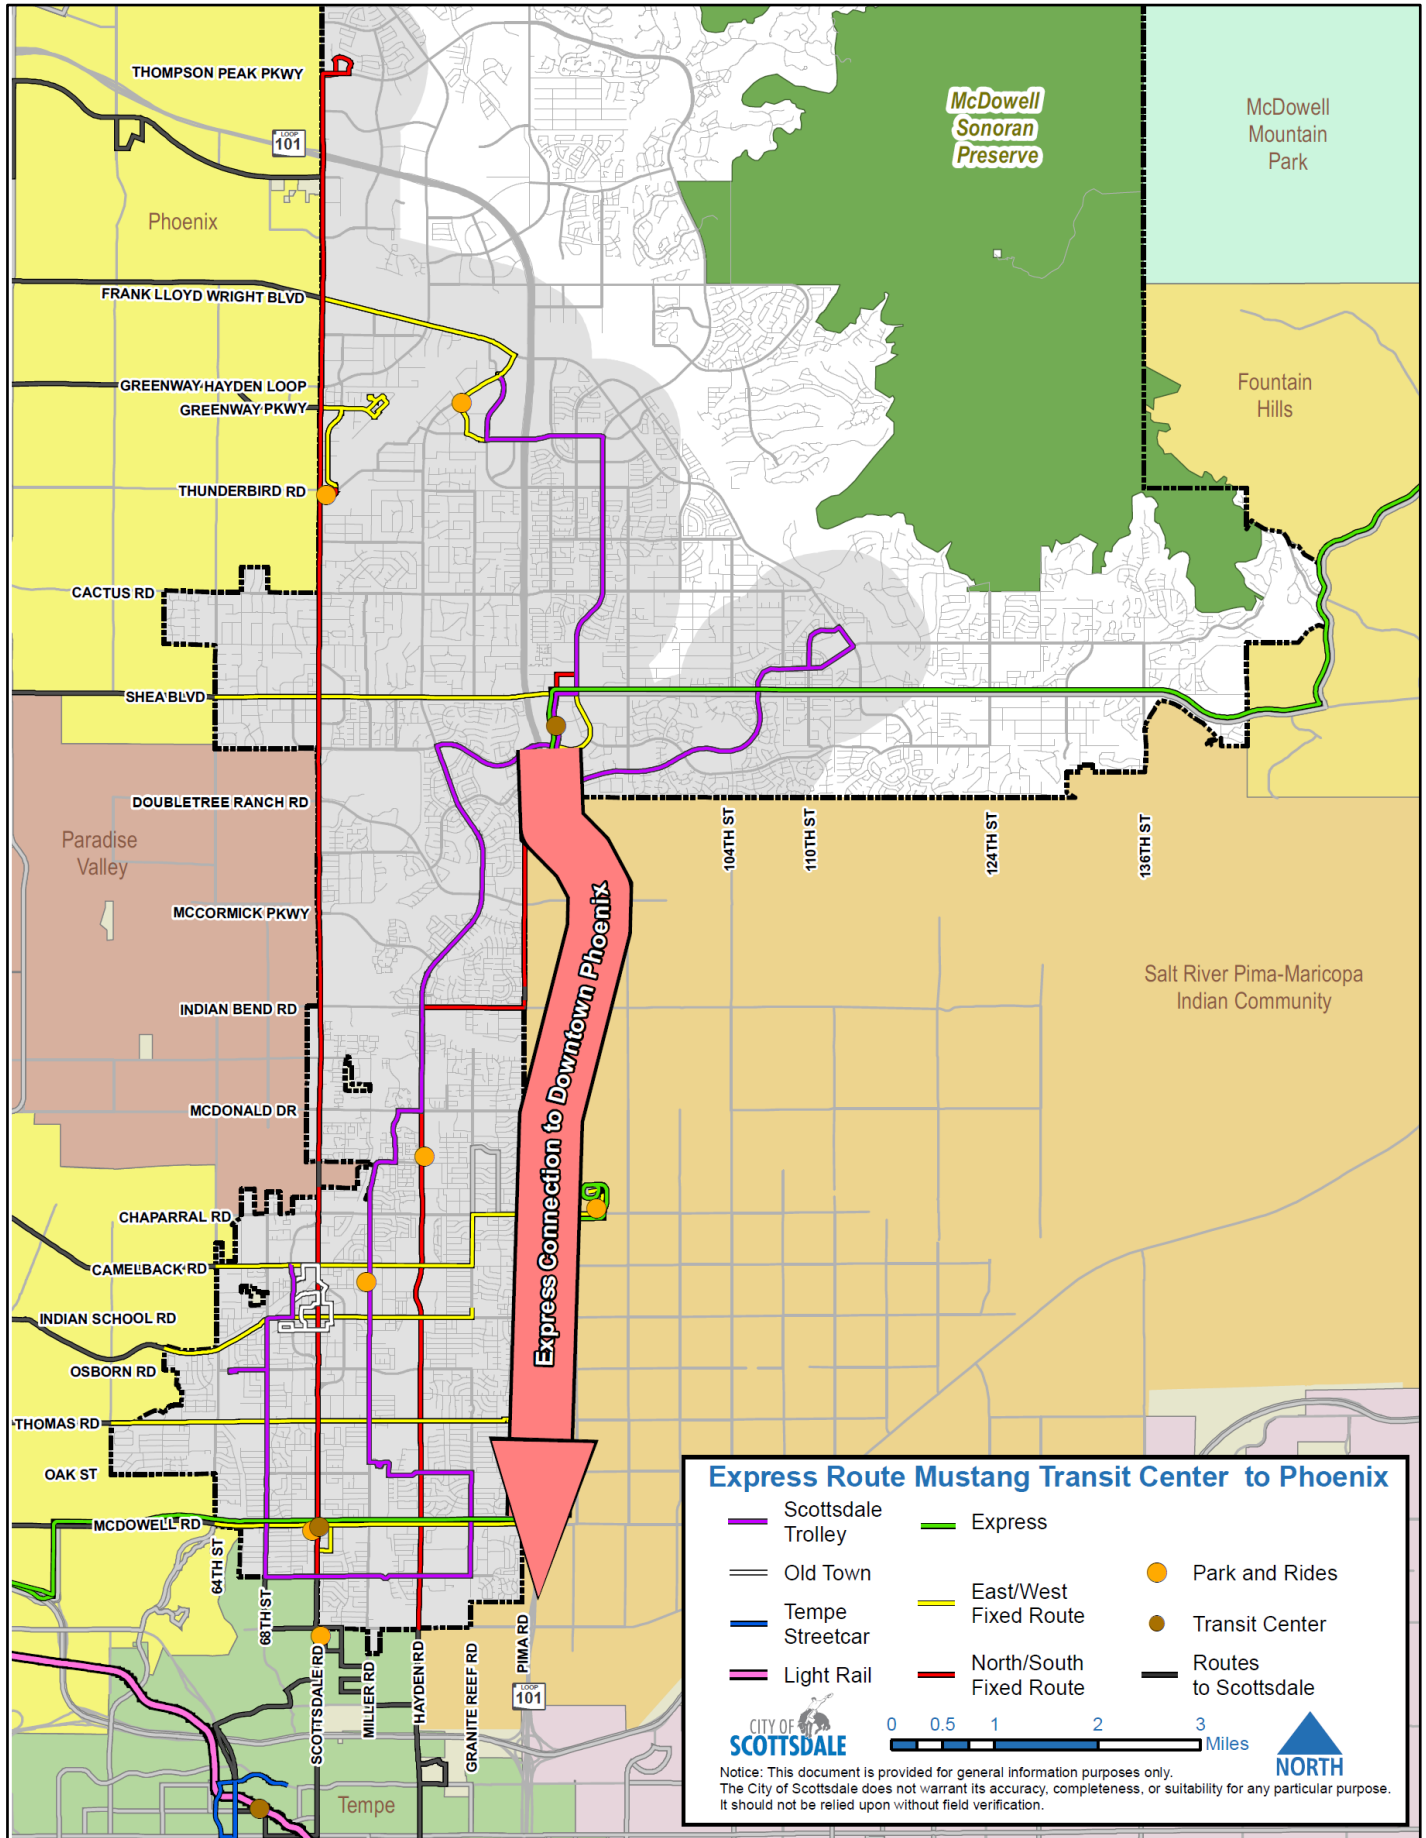 THOMPSON PEAK PKWY
LOOP
101
McDowell
Sonoran
Preserve
McDowell
Mountain
Park
Phoenix
FRANK LLOYD WRIGHT BLVD
GREENWAY HAYDEN LOOP
GREENWAY PKWY
Fountain
Hills
THUNDERBIRD RD
CACTUS RD
SHEA BLVD
DOUBLETREE RANCH RD
Paradise
Valley
104TH ST
110TH ST
124TH ST
136TH ST
MCCORMICK PKWY
Express Connection to Downtown Phoenix
Salt River Pima-Maricopa
Indian Community
INDIAN BEND RD
MCDONALD DR
CHAPARRAL RD
CAMELBACK RD
INDIAN SCHOOL RD
OSBORN RD
THOMAS RD
OAK ST
MCDOWELL RD
64TH ST
68TH ST
SCOTTSDALE RD
MILLER RD
HAYDEN RD
GRANITE REEF RD
PIMA RD
LOOP
101
Tempe
Express Route Mustang Transit Center to Phoenix
Scottsdale
Trolley
Old Town
Tempe
Streetcar
Light Rail
Express
East/West
Fixed Route
North/South
Fixed Route
Park and Rides
Transit Center
Routes
to Scottsdale
CITY OF
SCOTTSDALE
0 0.5 1 2 3
Miles
NORTH
Notice: This document is provided for general information purposes only.
The City of Scottsdale does not warrant its accuracy, completeness, or suitability for any particular purpose.
It should not be relied upon without field verification.